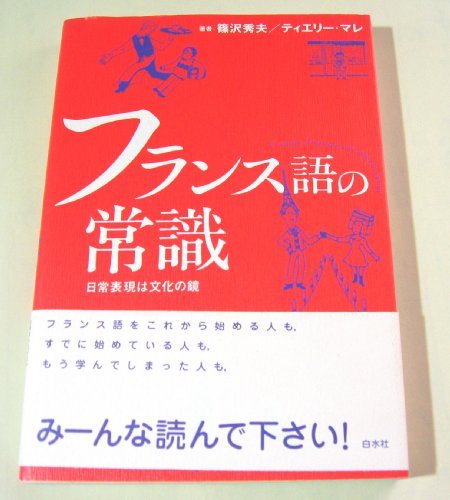 著者 篠沢秀夫/ティエリー・マレ
フランス語の
常識
日常表現は文化の鏡
フランス語をこれから始める人も、
すでに始めている人も、
もう学んでしまった人も、
みーんな読んで下さい!
白水社